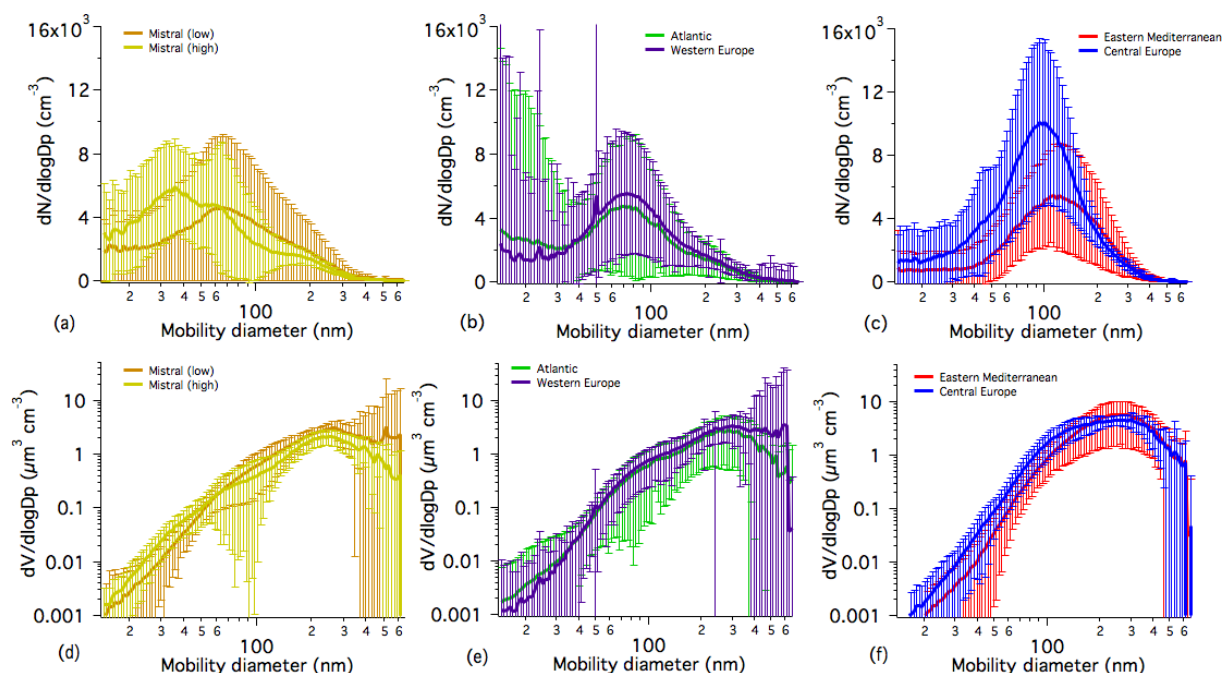 16x10³
12
8
4
0
dN/dlogDp (cm⁻³)
Mistral (low)
Mistral (high)
2 3 4 5 6 100 2 3 4 5 6
(a) Mobility diameter (nm)
16x10³
12
8
4
0
dN/dlogDp (cm⁻³)
Atlantic
Western Europe
2 3 4 5 6 100 2 3 4 5 6
(b) Mobility diameter (nm)
16x10³
12
8
4
0
dN/dlogDp (cm⁻³)
Eastern Mediterranean
Central Europe
2 3 4 5 6 100 2 3 4 5 6
(c) Mobility diameter (nm)
10
1
0.1
0.01
0.001
dV/dlogDp (µm³ cm⁻³)
Mistral (low)
Mistral (high)
2 3 4 5 6 100 2 3 4 5 6
(d) Mobility diameter (nm)
10
1
0.1
0.01
0.001
dV/dlogDp (µm³ cm⁻³)
Atlantic
Western Europe
2 3 4 5 6 100 2 3 4 5 6
(e) Mobility diameter (nm)
10
1
0.1
0.01
0.001
dV/dlogDp (µm³ cm⁻³)
Eastern Mediterranean
Central Europe
2 3 4 5 6 100 2 3 4 5 6
(f) Mobility diameter (nm)